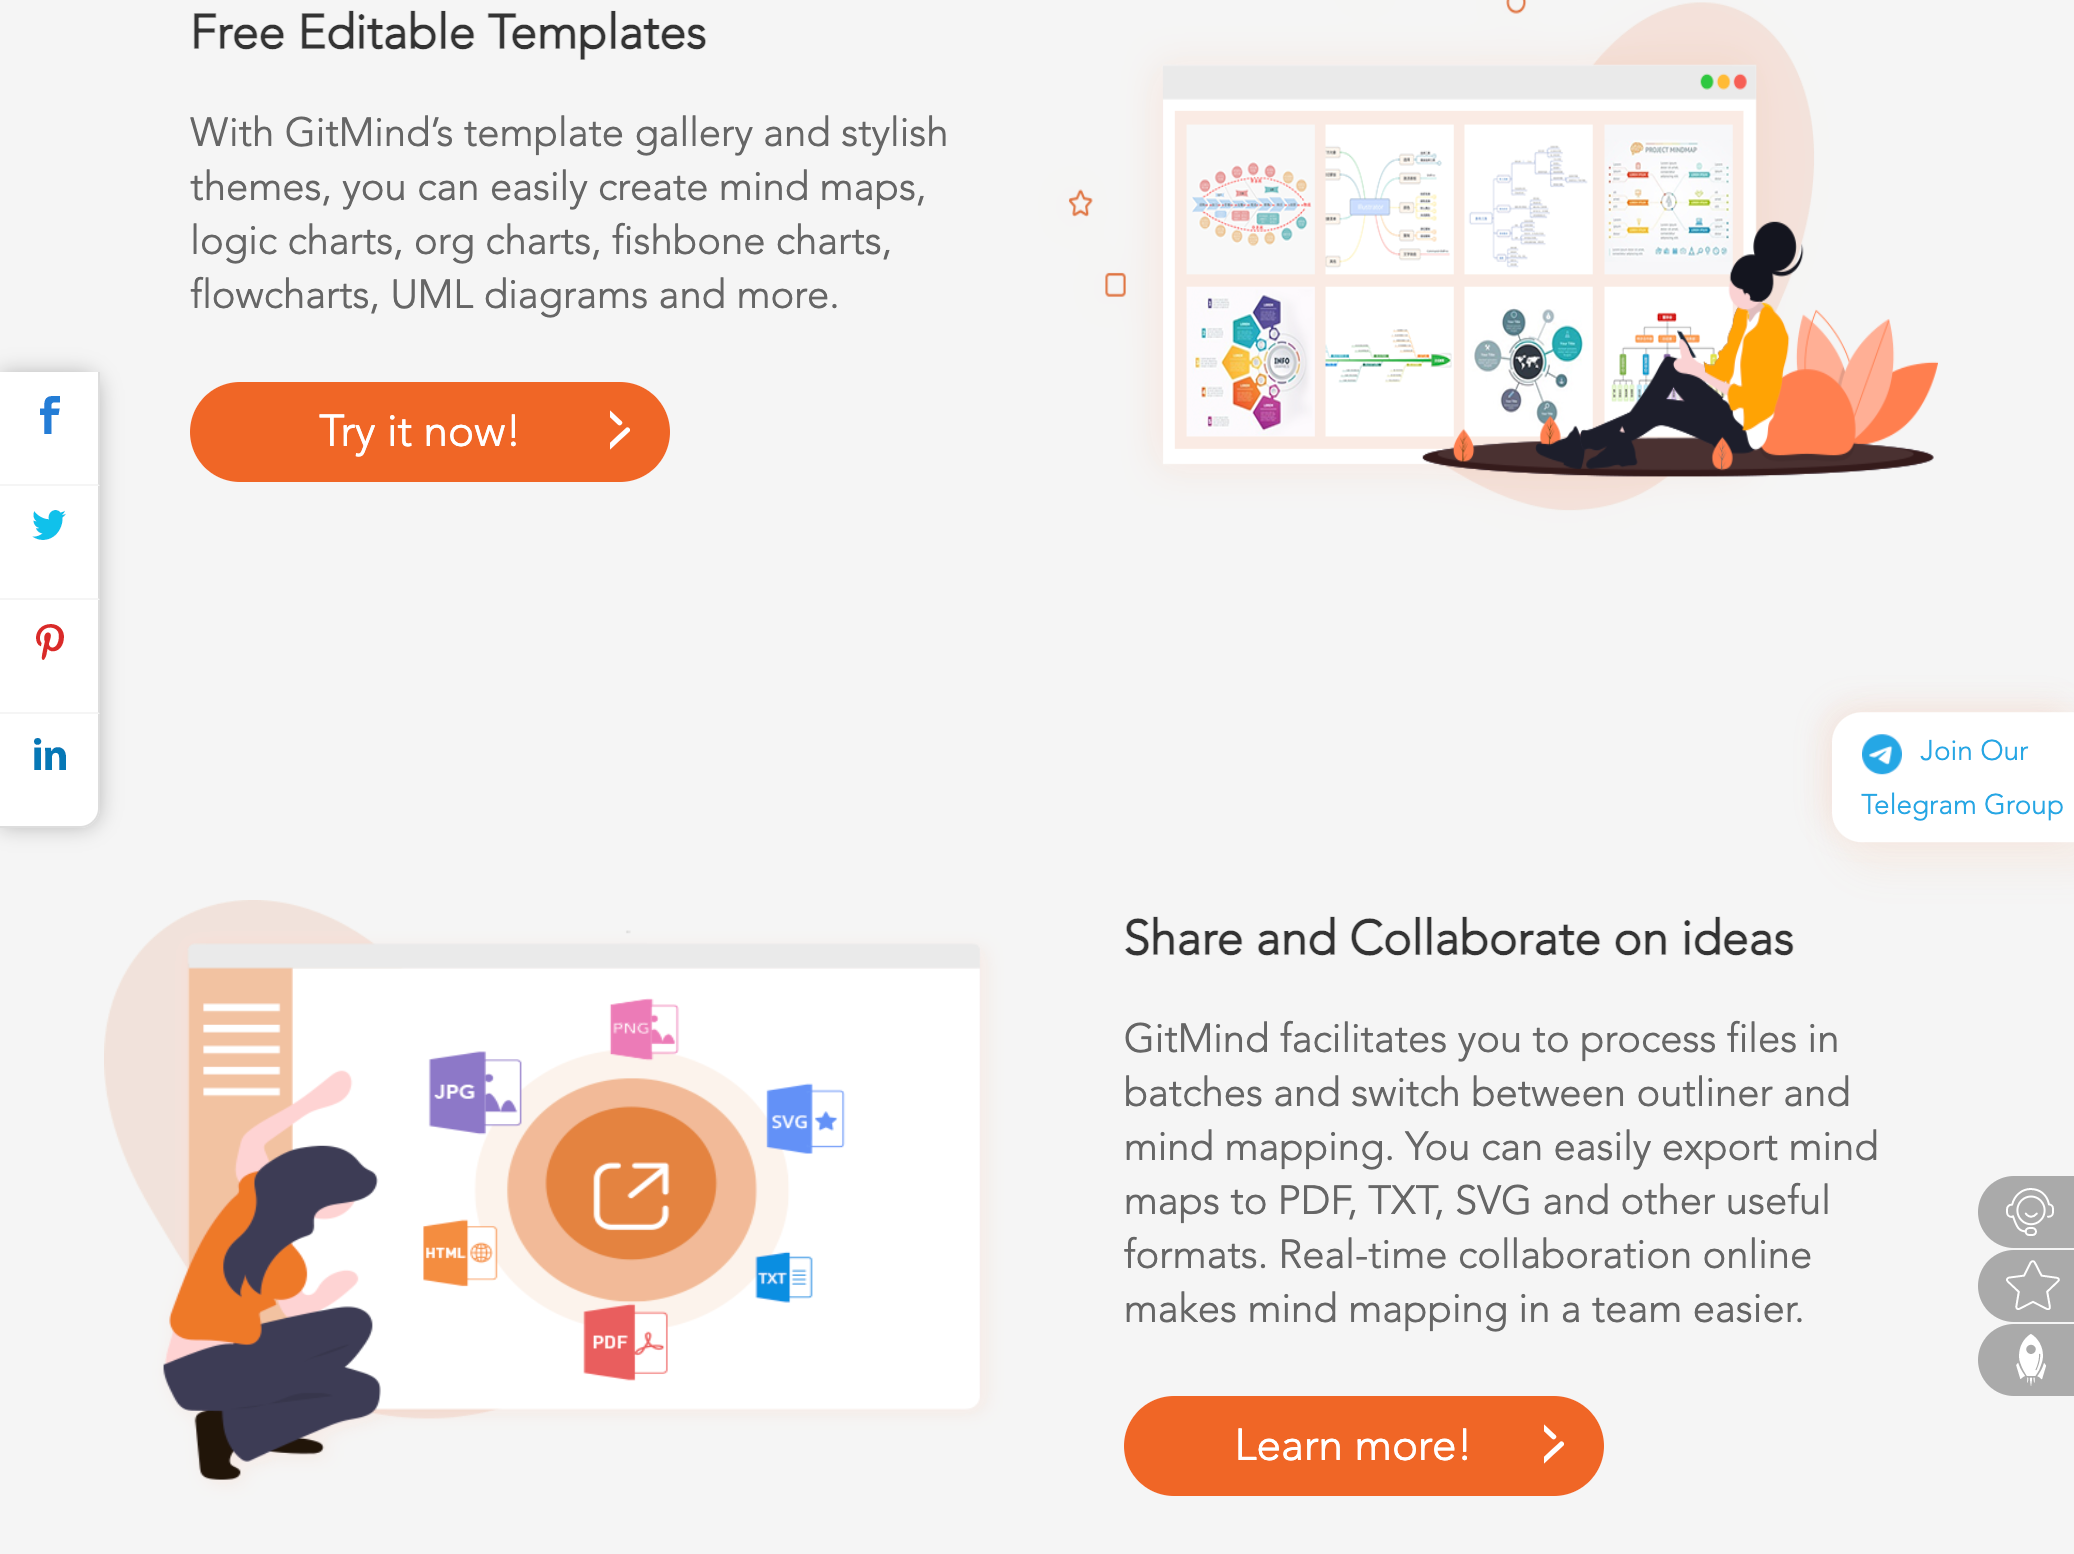 Free Editable Templates
With GitMind’s template gallery and stylish
themes, you can easily create mind maps,
logic charts, org charts, fishbone charts,
flowcharts, UML diagrams and more.
Try it now!
PROJECT MINDMAP
INFO
Join Our
Telegram Group
PNG
JPG
SVG
HTML
TXT
PDF
Share and Collaborate on ideas
GitMind facilitates you to process files in
batches and switch between outliner and
mind mapping. You can easily export mind
maps to PDF, TXT, SVG and other useful
formats. Real-time collaboration online
makes mind mapping in a team easier.
Learn more!